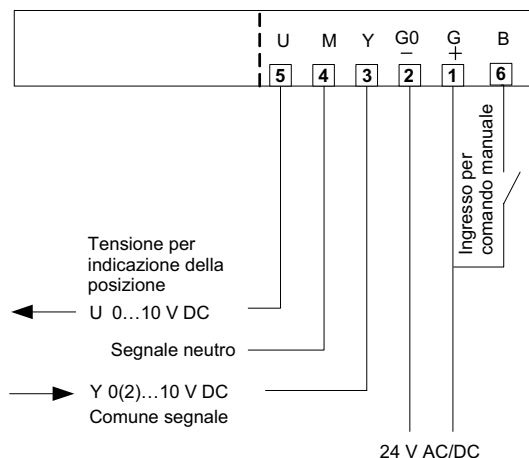 U M Y G0 G B
– +
5 4 3 2 1 6
Ingresso per
comando manuale
Tensione per
indicazione della
posizione
U 0...10 V DC
Segnale neutro
Y 0(2)...10 V DC
Comune segnale
24 V AC/DC